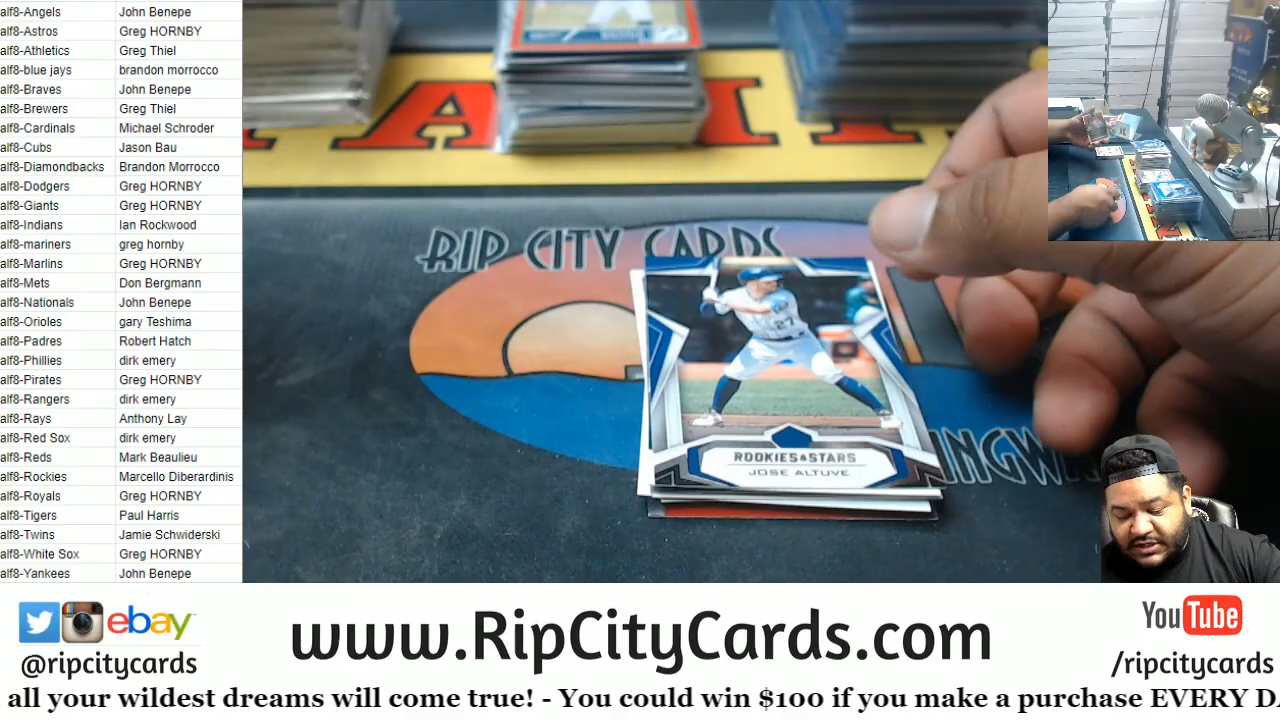 alf8-Angels John Benepe
alf8-Astros Greg HORNBY
alf8-Athletics Greg Thiel
alf8-blue jays brandon morrocco
alf8-Braves John Benepe
alf8-Brewers Greg Thiel
alf8-Cardinals Michael Schroder
alf8-Cubs Jason Bau
alf8-Diamondbacks Brandon Morrocco
alf8-Dodgers Greg HORNBY
alf8-Giants Greg HORNBY
alf8-Indians Ian Rockwood
alf8-mariners greg hornby
alf8-Marlins Greg HORNBY
alf8-Mets Don Bergmann
alf8-Nationals John Benepe
alf8-Orioles gary Teshima
alf8-Padres Robert Hatch
alf8-Phillies dirk emery
alf8-Pirates Greg HORNBY
alf8-Rangers dirk emery
alf8-Rays Anthony Lay
alf8-Red Sox dirk emery
alf8-Reds Mark Beaulieu
alf8-Rockies Marcello Diberardinis
alf8-Royals Greg HORNBY
alf8-Tigers Paul Harris
alf8-Twins Jamie Schwiderski
alf8-White Sox Greg HORNBY
alf8-Yankees John Benepe
RIP CITY CARDS
27
ROOKIES & STARS
JOSE ALTUVE
ebay
@ripcitycards
www.RipCityCards.com
YouTube
/ripcitycards
all your wildest dreams will come true! - You could win $100 if you make a purchase EVERY